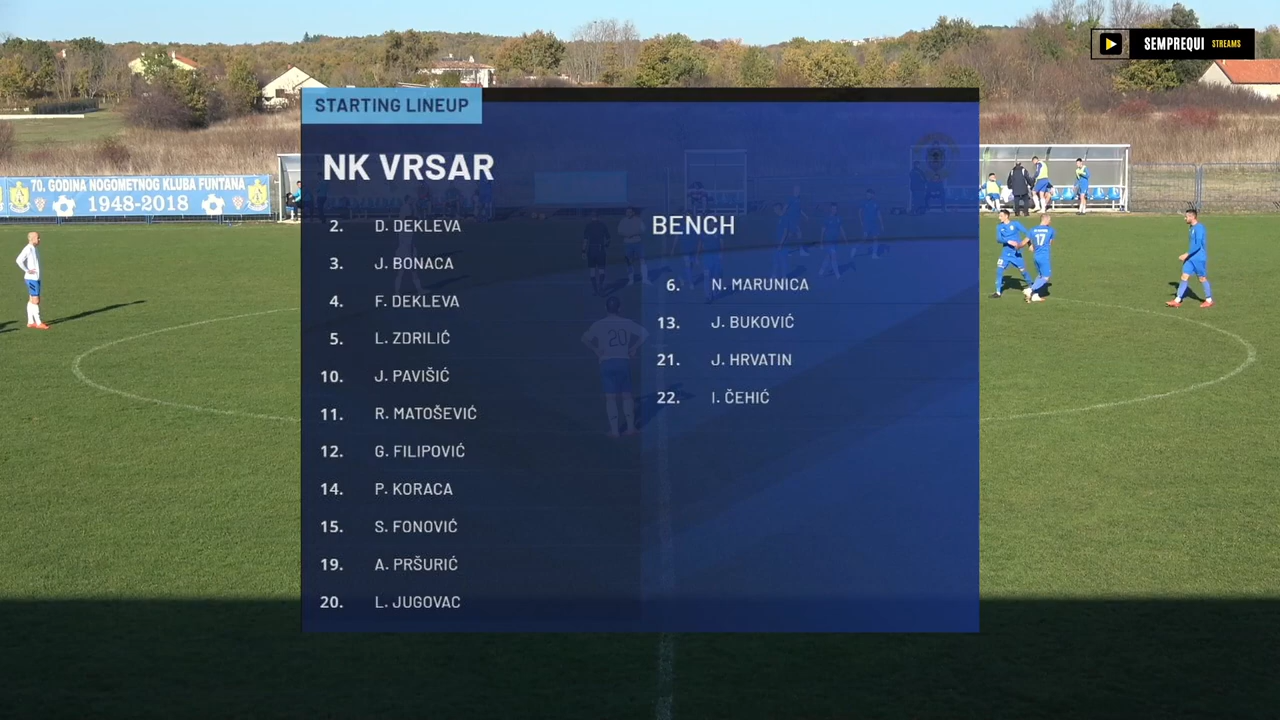 SEMPREQUI STREAMS
STARTING LINEUP
NK VRSAR
2. D. DEKLEVA
3. J. BONACA
4. F. DEKLEVA
5. L. ZDRILIĆ
10. J. PAVIŠIĆ
11. R. MATOŠEVIĆ
12. G. FILIPOVIĆ
14. P. KORACA
15. S. FONOVIĆ
19. A. PRŠURIĆ
20. L. JUGOVAC
BENCH
6. N. MARUNICA
13. J. BUKOVIĆ
21. J. HRVATIN
22. I. ČEHIĆ
70. GODINA NOGOMETNOG KLUBA FUNTANA
1948-2018
20
17